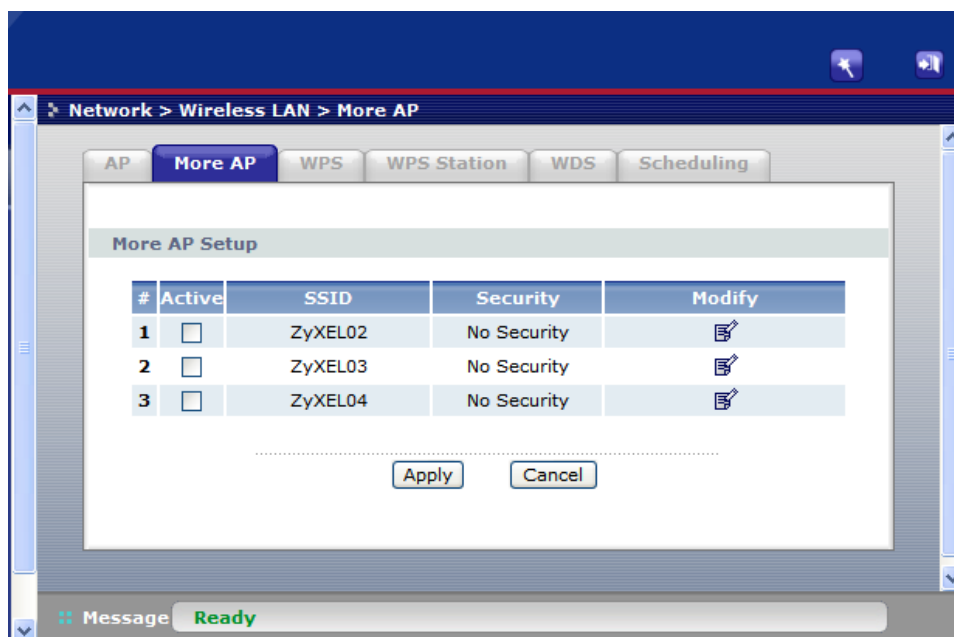 Network > Wireless LAN > More AP
AP More AP WPS WPS Station WDS Scheduling
More AP Setup
# Active SSID Security Modify
1 ZyXEL02 No Security
2 ZyXEL03 No Security
3 ZyXEL04 No Security
Apply Cancel
Message Ready